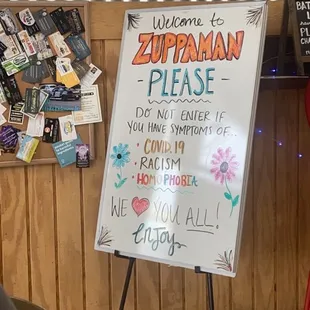 Welcome to
ZUPPAMAN
- PLEASE -
DO NOT ENTER IF
YOU HAVE SYMPTOMS OF..
• COVID.19
• RACISM
• HOMOPHOBIA
WE ❤ YOU ALL!
enjoy